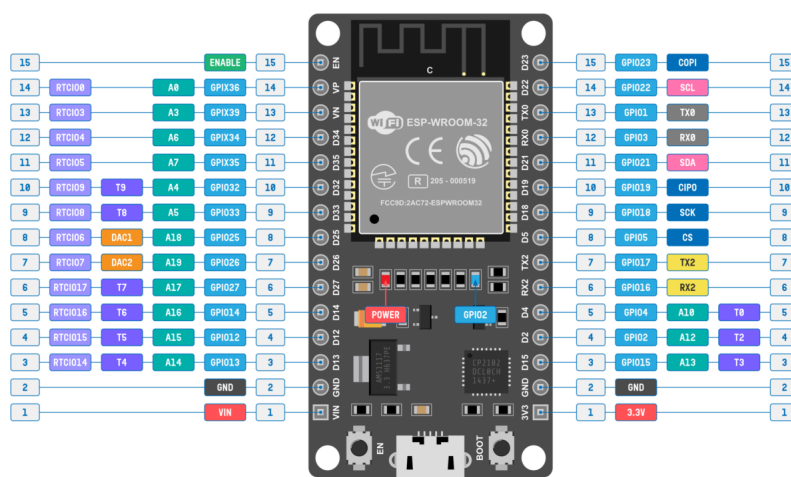 15 ENABLE 15 EN D23 15 GPIO23 COPI 15
14 RTCIO0 A0 GPIX36 14 VP D22 14 GPIO22 SCL 14
13 RTCIO3 A3 GPIX39 13 VN TX0 13 GPIO1 TX0 13
12 RTCIO4 A6 GPIX34 12 D34 RX0 12 GPIO3 RX0 12
11 RTCIO5 A7 GPIX35 11 D35 D21 11 GPIO21 SDA 11
10 RTCIO9 T9 A4 GPIO32 10 D32 D19 10 GPIO19 CIPO 10
9 RTCIO8 T8 A5 GPIO33 9 D33 D18 9 GPIO18 SCK 9
8 RTCIO6 DAC1 A18 GPIO25 8 D25 D5 8 GPIO5 CS 8
7 RTCIO7 DAC2 A19 GPIO26 7 D26 TX2 7 GPIO17 TX2 7
6 RTCIO17 T7 A17 GPIO27 6 D27 RX2 6 GPIO16 RX2 6
5 RTCIO16 T6 A16 GPIO14 5 D14 D4 5 GPIO4 A10 T0 5
4 RTCIO15 T5 A15 GPIO12 4 D12 D2 4 GPIO2 A12 T2 4
3 RTCIO14 T4 A14 GPIO13 3 D13 D15 3 GPIO15 A13 T3 3
2 GND 2 GND GND 2 GND 2
1 VIN 1 VIN 3V3 1 3.3V 1
C
WiFi ESP-WROOM-32
CE
R 205-000519
FCC9D:2AC72-ESPWROOM32
POWER GPIO2
AMS1117
3.3 H637PE
CP2102
DCL0CH
1437+
EN BOOT